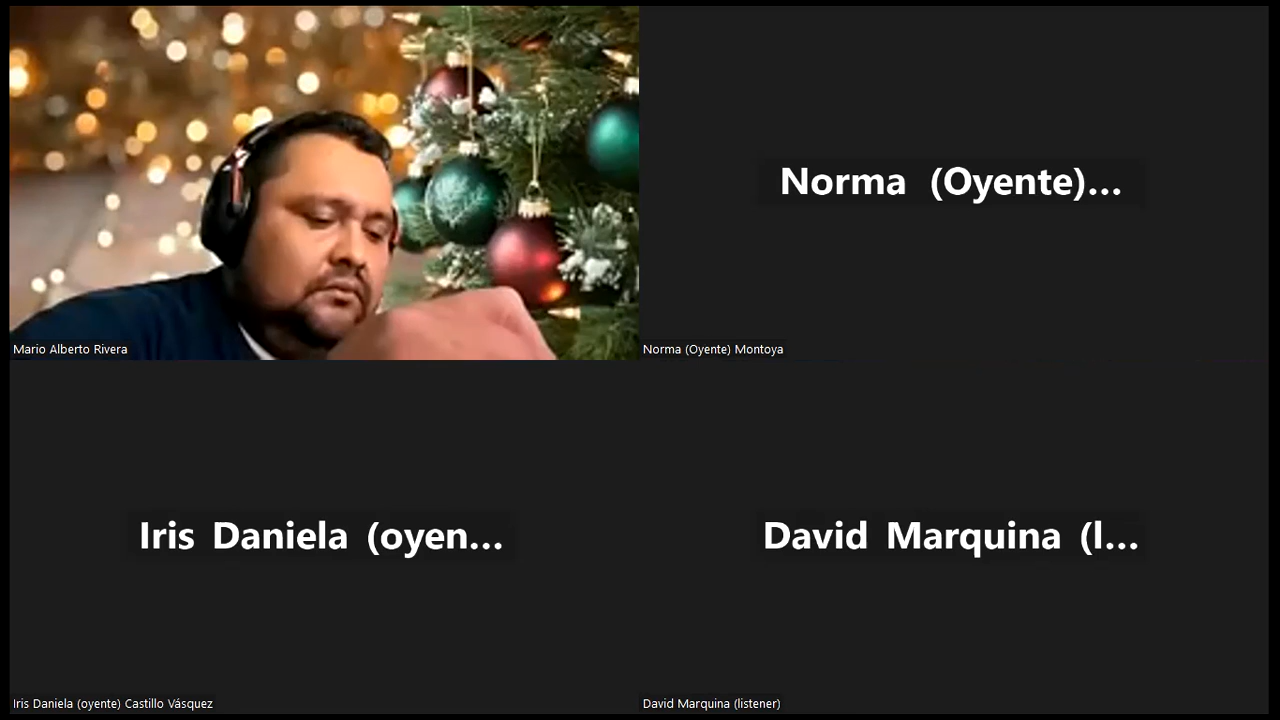 Mario Alberto Rivera
Norma (Oyente)...
Norma (Oyente) Montoya
Iris Daniela (oyen...
Iris Daniela (oyente) Castillo Vásquez
David Marquina (l...
David Marquina (listener)